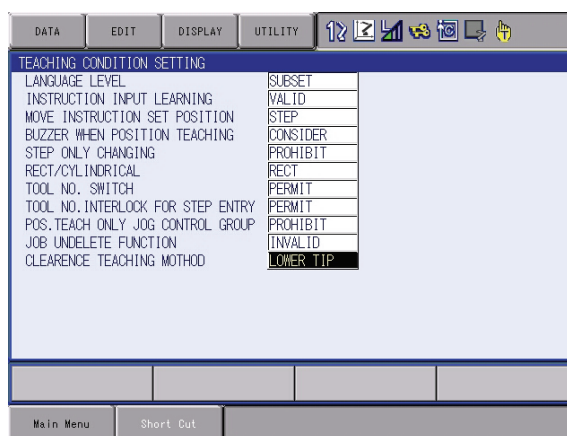 DATA EDIT DISPLAY UTILITY
TEACHING CONDITION SETTING
LANGUAGE LEVEL SUBSET
INSTRUCTION INPUT LEARNING VALID
MOVE INSTRUCTION SET POSITION STEP
BUZZER WHEN POSITION TEACHING CONSIDER
STEP ONLY CHANGING PROHIBIT
RECT/CYLINDRICAL RECT
TOOL NO. SWITCH PERMIT
TOOL NO.INTERLOCK FOR STEP ENTRY PERMIT
POS.TEACH ONLY JOG CONTROL GROUP PROHIBIT
JOB UNDELETE FUNCTION INVALID
CLEARENCE TEACHING MOTHOD LOWER TIP
Main Menu Short Cut